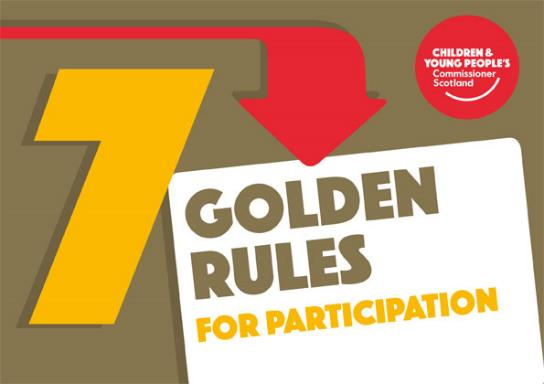 7
GOLDEN
RULES
FOR PARTICIPATION
CHILDREN &
YOUNG PEOPLE'S
Commissioner
Scotland